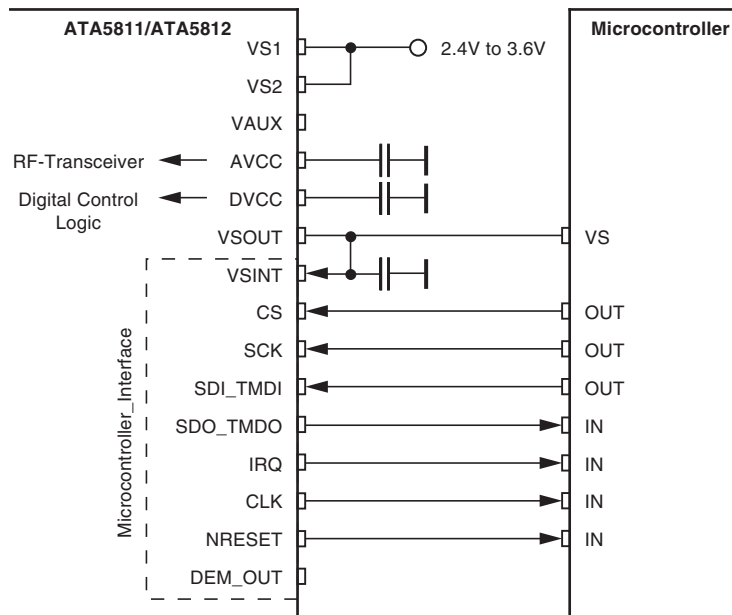 ATA5811/ATA5812
Microcontroller
VS1
2.4V to 3.6V
VS2
VAUX
RF-Transceiver
AVCC
Digital Control
Logic
DVCC
VSOUT
VS
VSINT
CS
OUT
SCK
OUT
SDI_TMDI
OUT
SDO_TMDO
IN
IRQ
IN
CLK
IN
NRESET
IN
DEM_OUT
Microcontroller_Interface